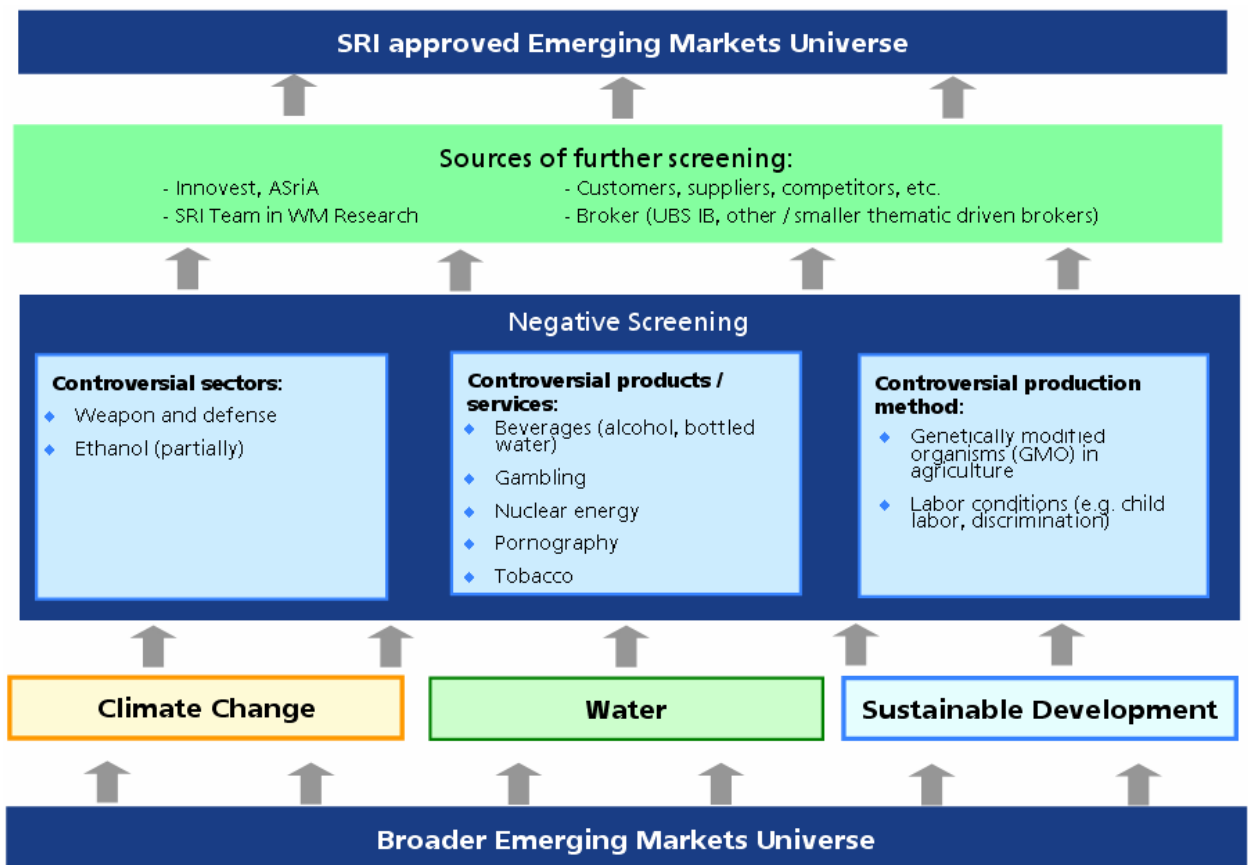 SRI approved Emerging Markets Universe
Sources of further screening:
- Innovest, ASriA
- SRI Team in WM Research
- Customers, suppliers, competitors, etc.
- Broker (UBS IB, other / smaller thematic driven brokers)
Negative Screening
Controversial sectors:
Weapon and defense
Ethanol (partially)
Controversial products /
services:
Beverages (alcohol, bottled
water)
Gambling
Nuclear energy
Pornography
Tobacco
Controversial production
method:
Genetically modified
organisms (GMO) in
agriculture
Labor conditions (e.g. child
labor, discrimination)
Climate Change
Water
Sustainable Development
Broader Emerging Markets Universe